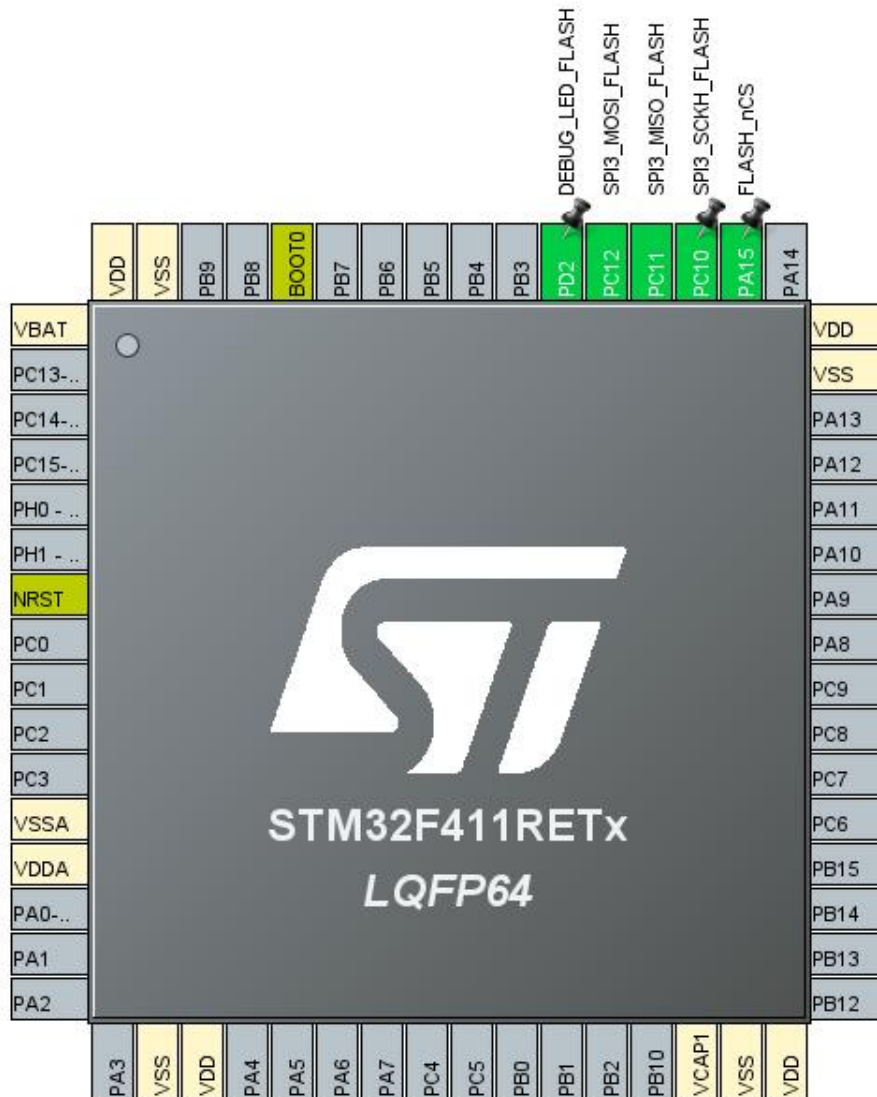 DEBUG_LED_FLASH
SPI3_MOSI_FLASH
SPI3_MISO_FLASH
SPI3_SCKH_FLASH
FLASH_nCS
VDD
VSS
PB9
PB8
BOOT0
PB7
PB6
PB5
PB4
PB3
PD2
PC12
PC11
PC10
PA15
PA14
VBAT
PC13-..
PC14-..
PC15-..
PH0 - ..
PH1 - ..
NRST
PC0
PC1
PC2
PC3
VSSA
VDDA
PA0-..
PA1
PA2
VDD
VSS
PA13
PA12
PA11
PA10
PA9
PA8
PC9
PC8
PC7
PC6
PB15
PB14
PB13
PB12
ST
STM32F411RETx
LQFP64
PA3
VSS
VDD
PA4
PA5
PA6
PA7
PC4
PC5
PB0
PB1
PB2
PB10
VCAP1
VSS
VDD